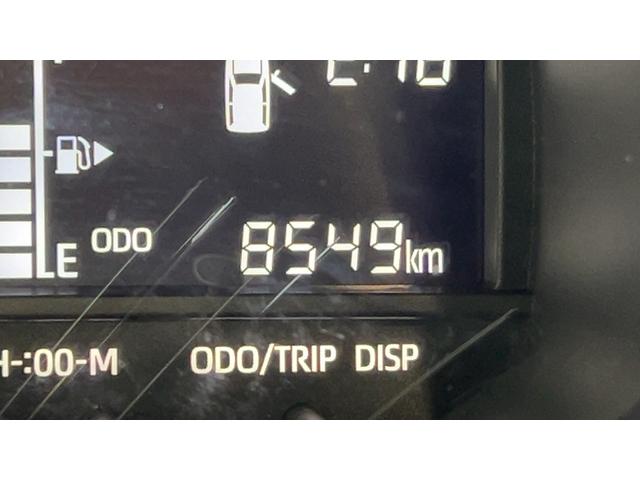 E
ODO
8549km
H-:00-M
ODO/TRIP DISP